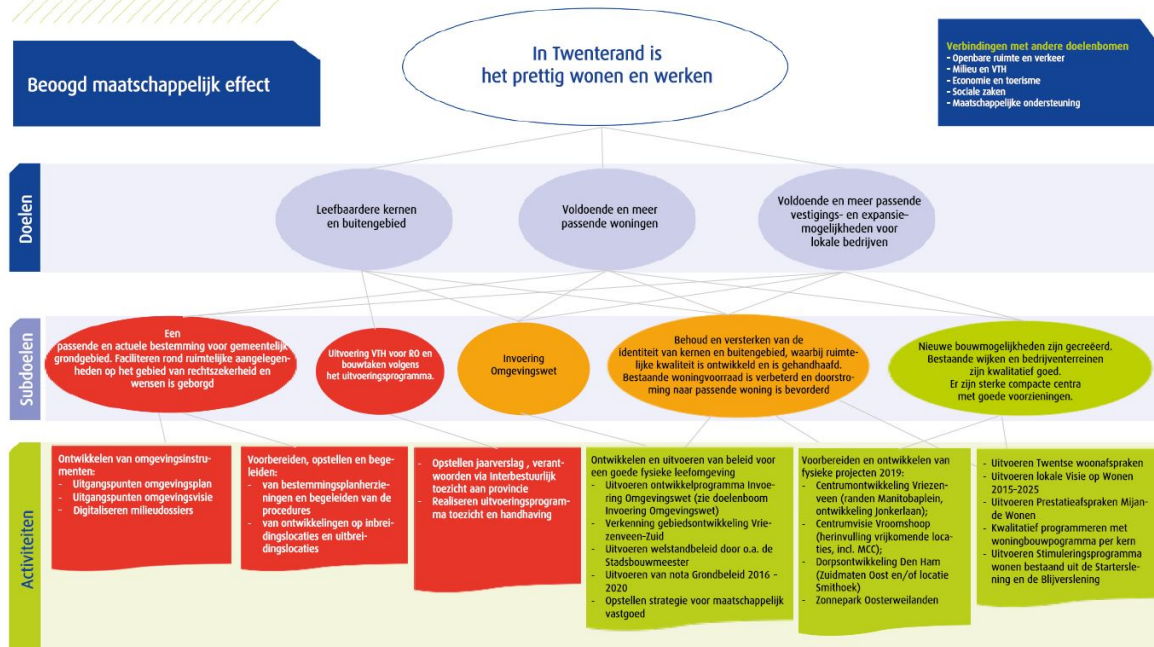 Beoogd maatschappelijk effect
In Twenterand is
het prettig wonen en werken
Verbindingen met andere doelenbomen
- Openbare ruimte en verkeer
- Milieu en VTH
- Economie en toerisme
- Sociale zaken
- Maatschappelijke ondersteuning
Doelen
Leefbaardere kernen
en buitengebied
Voldoende en meer
passende woningen
Voldoende en meer passende
vestigings- en expansie-
mogelijkheden voor
lokale bedrijven
Subdoelen
Een
passende en actuele bestemming voor gemeentelijk
grondgebied. Faciliteren rond ruimtelijke aangelegen-
heden op het gebied van rechtszekerheid en
wensen is geborgd
Uitvoering VTH voor RO en
bouwtaken volgens
het uitvoeringsprogramma.
Invoering
Omgevingswet
Behoud en versterken van de
identiteit van kernen en buitengebied, waarbij ruimte-
lijke kwaliteit is ontwikkeld en is gehandhaafd.
Bestaande woningvoorraad is verbeterd en doorstro-
ming naar passende woning is bevorderd
Nieuwe bouwmogelijkheden zijn gecreëerd.
Bestaande wijken en bedrijventerreinen
zijn kwalitatief goed.
Er zijn sterke compacte centra
met goede voorzieningen.
Activiteiten
Ontwikkelen van omgevingsinstru-
menten:
- Uitgangspunten omgevingsplan
- Uitgangspunten omgevingsvisie
- Digitaliseren milieudossiers
Voorbereiden, opstellen en bege-
leiden:
- van bestemmingsplanherzie-
ningen en begeleiden van de
procedures
- van ontwikkelingen op inbrei-
dingslocaties en uitbrei-
dingslocaties
- Opstellen jaarverslag , verant-
woorden via Interbestuurlijk
toezicht aan provincie
- Realiseren uitvoeringsprogram-
ma toezicht en handhaving
Ontwikkelen en uitvoeren van beleid voor
een goede fysieke leefomgeving
- Uitvoeren ontwikkelprogramma Invoe-
ring Omgevingswet (zie doelenboom
Invoering Omgevingswet)
- Verkenning gebiedsontwikkeling Vrie-
zenveen-Zuid
- Uitvoeren welstandbeleid door o.a. de
Stadsbouwmeester
- Uitvoeren van nota Grondbeleid 2016 -
2020
- Opstellen strategie voor maatschappelijk
vastgoed
Voorbereiden en ontwikkelen van
fysieke projecten 2019:
- Centrumontwikkeling Vriezen-
veen (randen Manitobaplein,
ontwikkeling Jonkerlaan);
- Centrumvisie Vroomshoop
(herinvulling vrijkomende loca-
ties, incl. MCC);
- Dorpsontwikkeling Den Ham
(Zuidmaten Oost en/of locatie
Smithoek)
- Zonnepark Oosterweilanden
- Uitvoeren Twentse woonafspraken
- Uitvoeren lokale Visie op Wonen
2015-2025
- Uitvoeren Prestatieafspraken Mijan-
de Wonen
- Kwalitatief programmeren met
woningbouwpogramma per kern
- Uitvoeren Stimuleringsprogramma
wonen bestaand uit de Startersle-
ning en de Blijverslening